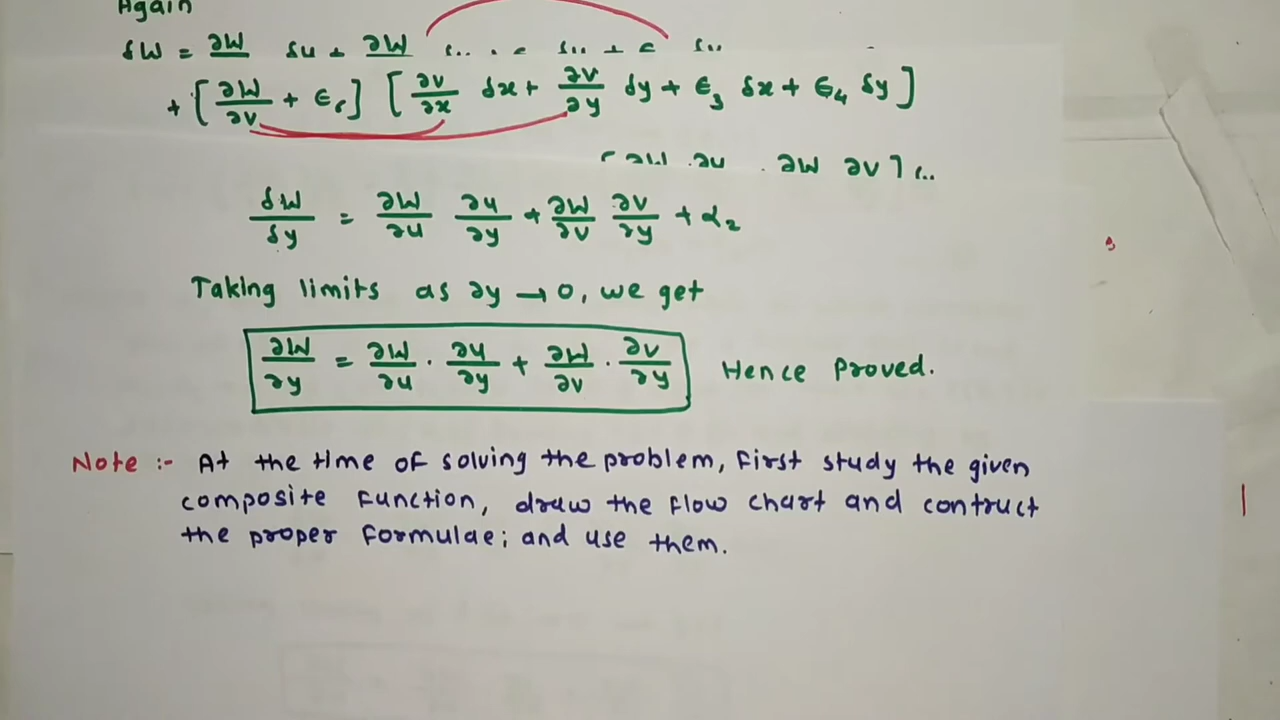 Again
δW = ∂W δu + ∂W
+ [∂W/∂v + ϵ] [∂v/∂x δx + ∂v/∂y δy + ϵ₃ δx + ϵ₄ δy]
∂W ∂u ∂W ∂v ]
δW/δy = ∂W/∂u ∂u/∂y + ∂W/∂v ∂v/∂y + α₂
Taking limits as ∂y → 0, we get
∂W/∂y = ∂W/∂u · ∂u/∂y + ∂W/∂v · ∂v/∂y Hence Proved.
Note :- At the time of solving the problem, First study the given
composite Function, draw the Flow chart and contruct
the proper Formulae; and use them.